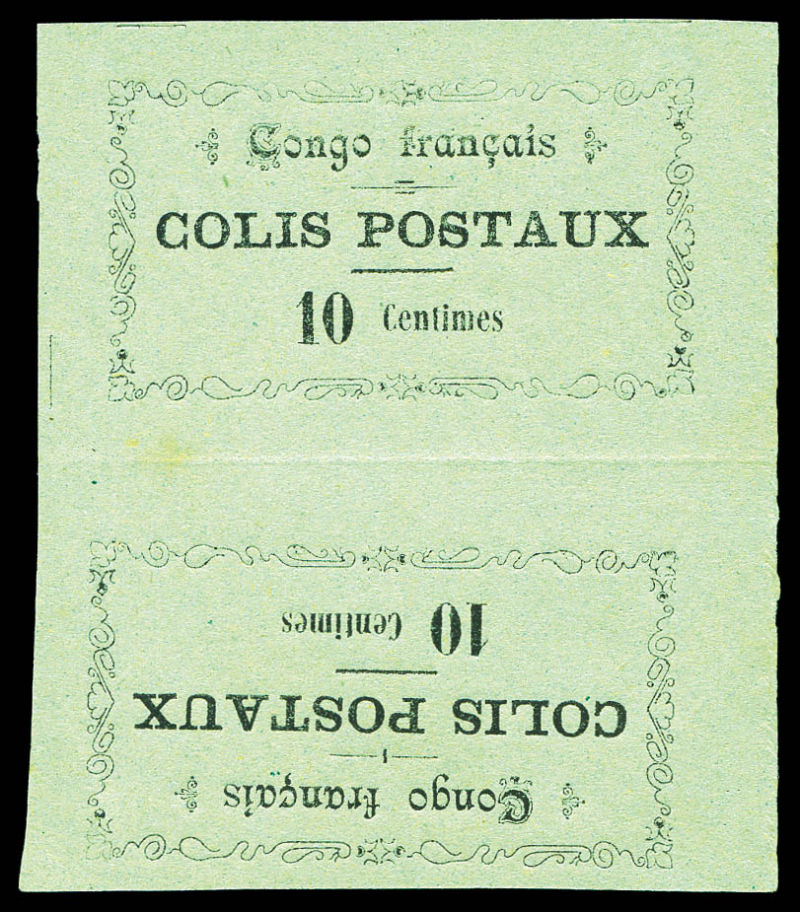 Congo français
COLIS POSTAUX
10 Centimes
10 Centimes
COLIS POSTAUX
Congo français